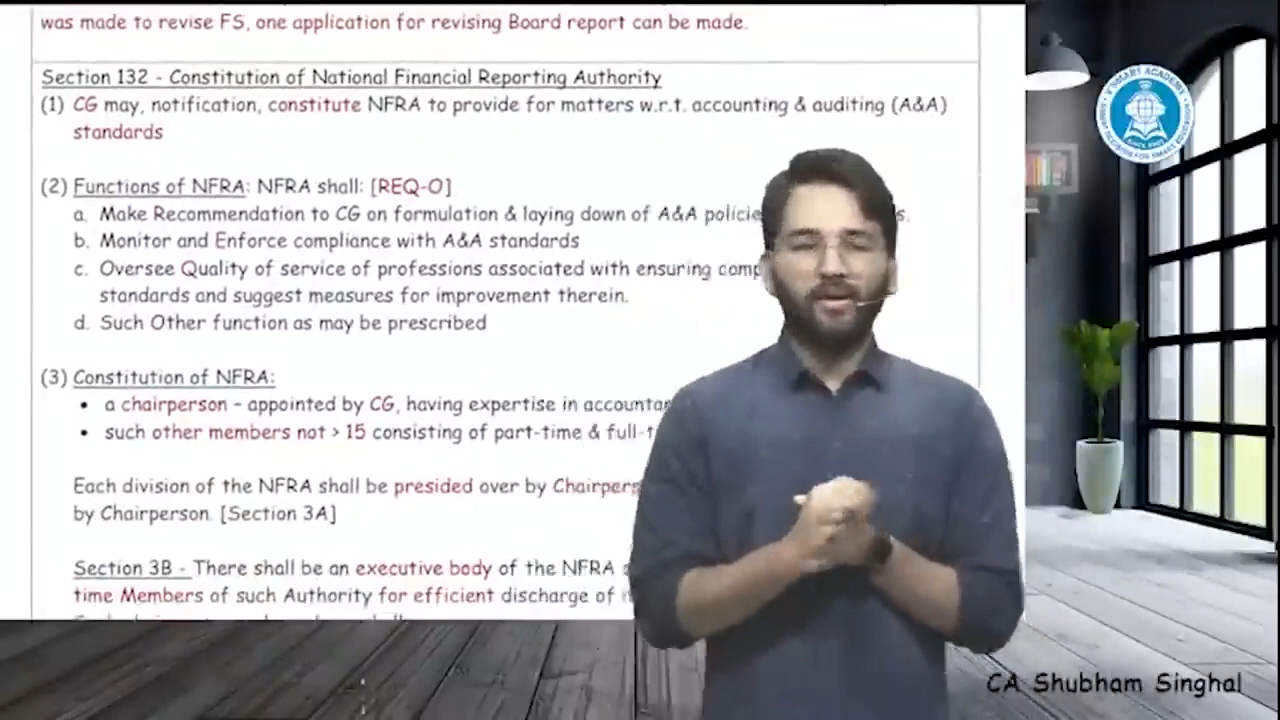 was made to revise FS, one application for revising Board report can be made.
Section 132 - Constitution of National Financial Reporting Authority
(1) CG may, notification, constitute NFRA to provide for matters w.r.t. accounting & auditing (A&A)
standards
(2) Functions of NFRA: NFRA shall: [REQ-O]
a. Make Recommendation to CG on formulation & laying down of A&A
b. Monitor and Enforce compliance with A&A standards
c. Oversee Quality of service of professions associated with ensuring
standards and suggest measures for improvement therein.
d. Such Other function as may be prescribed
(3) Constitution of NFRA:
• a chairperson – appointed by CG, having expertise in
• such other members not > 15 consisting of part-time &
Each division of the NFRA shall be presided over by
by Chairperson. [Section 3A]
Section 3B - There shall be an executive body of the NFRA
time Members of such Authority for efficient discharge of
CA Shubham Singhal